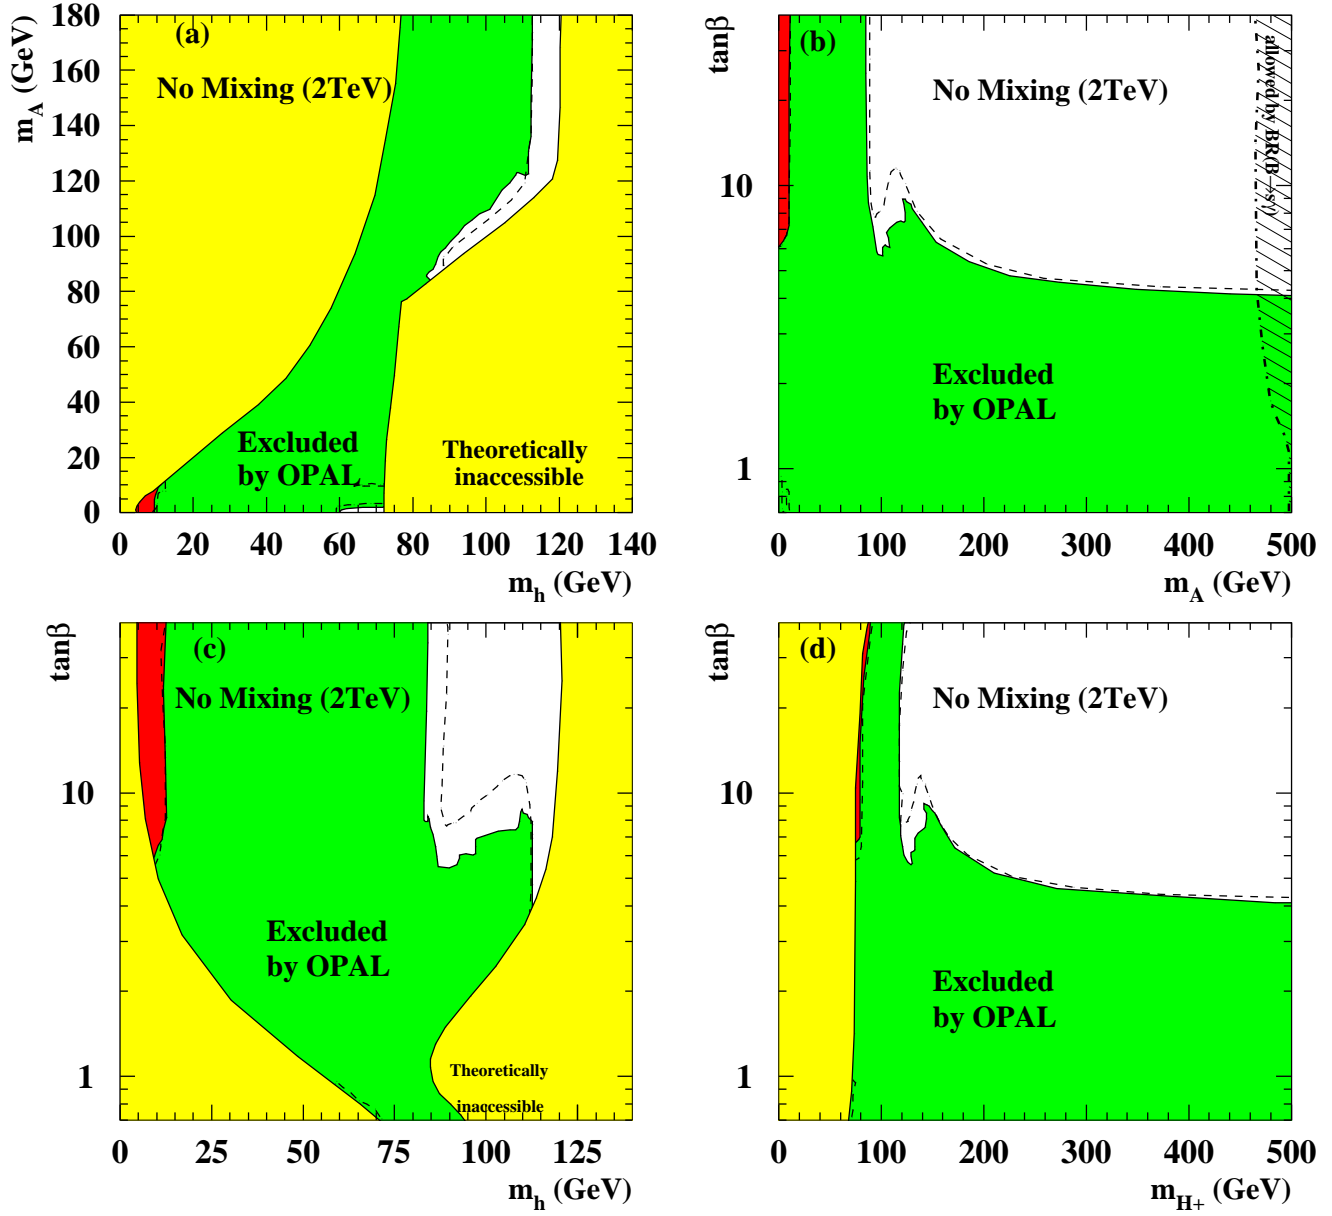 (a)
No Mixing (2TeV)
Excluded
by OPAL
Theoretically
inaccessible
m_A (GeV)
180
160
140
120
100
80
60
40
20
0
0 20 40 60 80 100 120 140
m_h (GeV)
(b)
No Mixing (2TeV)
allowed by BR(B→sγ)
Excluded
by OPAL
tanβ
10
1
0 100 200 300 400 500
m_A (GeV)
(c)
No Mixing (2TeV)
Excluded
by OPAL
Theoretically
inaccessible
tanβ
10
1
0 25 50 75 100 125
m_h (GeV)
(d)
No Mixing (2TeV)
Excluded
by OPAL
tanβ
10
1
0 100 200 300 400 500
m_H+ (GeV)